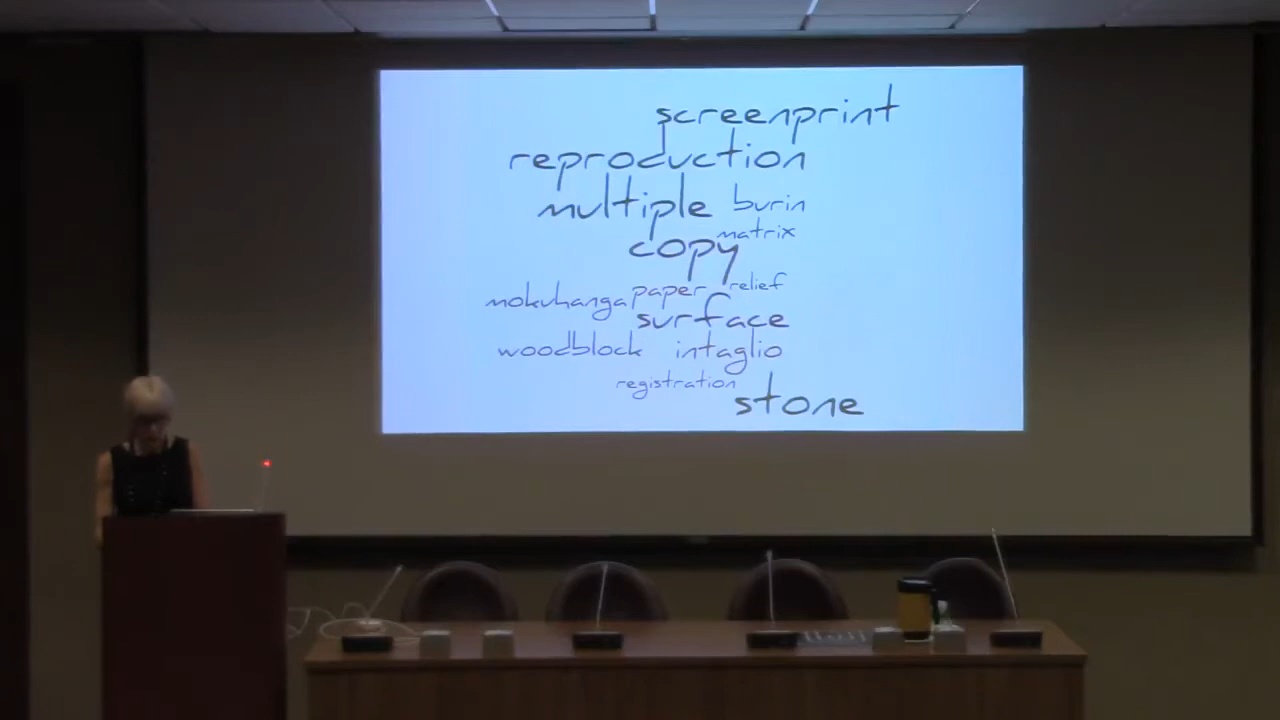 screenprint
reproduction
multiple burin
matrix
copy
relief
mokuhanga paper
surface
woodblock intaglio
registration
stone